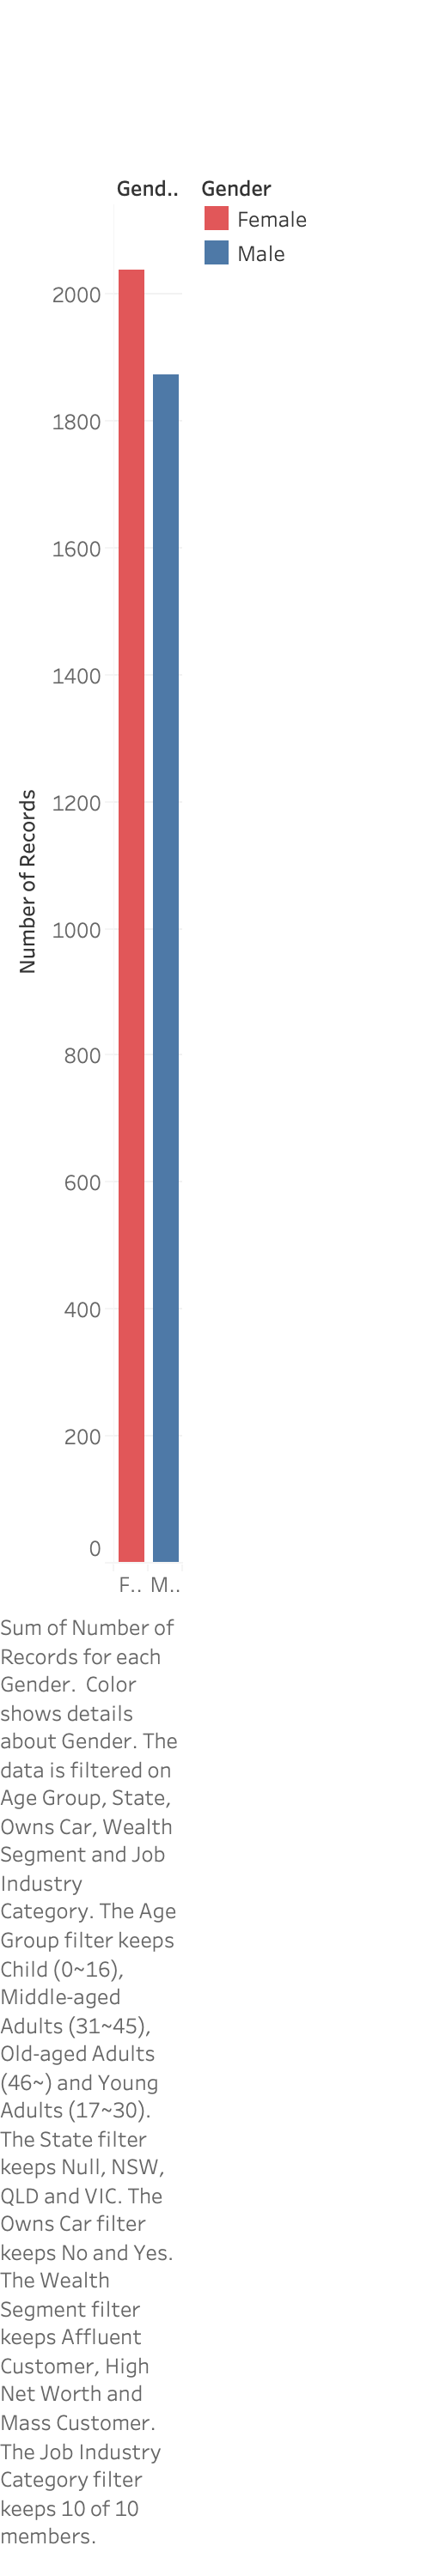 Gend.. Gender
Female
Male
2000
1800
1600
1400
1200
1000
800
600
400
200
0
Number of Records
F.. M..
Sum of Number of
Records for each
Gender.  Color
shows details
about Gender. The
data is filtered on
Age Group, State,
Owns Car, Wealth
Segment and Job
Industry
Category. The Age
Group filter keeps
Child (0~16),
Middle-aged
Adults (31~45),
Old-aged Adults
(46~) and Young
Adults (17~30).
The State filter
keeps Null, NSW,
QLD and VIC. The
Owns Car filter
keeps No and Yes.
The Wealth
Segment filter
keeps Affluent
Customer, High
Net Worth and
Mass Customer.
The Job Industry
Category filter
keeps 10 of 10
members.